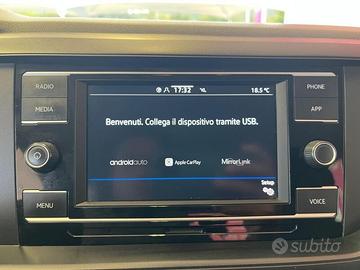 RADIO
MEDIA
MENU
17:32
18.5 °C
Benvenuti. Collega il dispositivo tramite USB.
androidauto
Apple CarPlay
MirrorLink
Setup
PHONE
APP
VOICE
subito